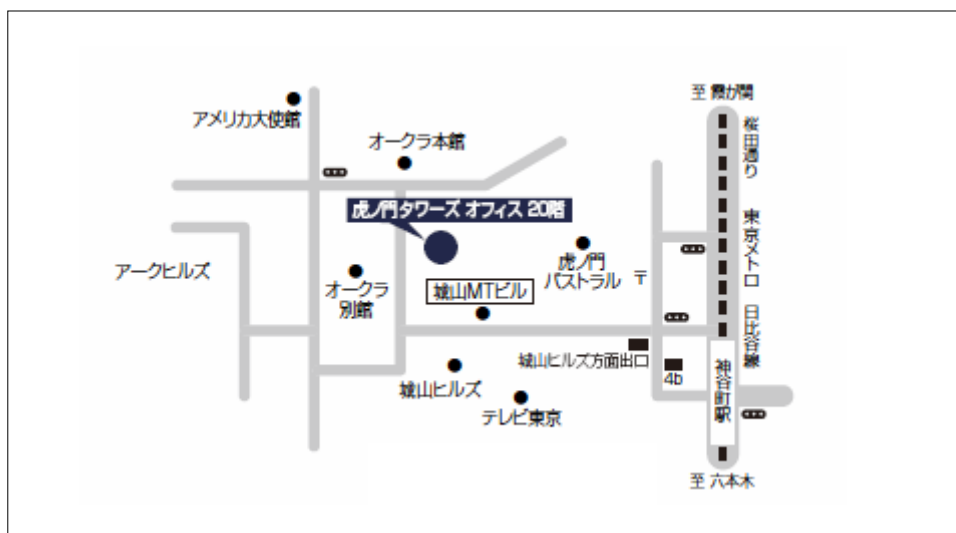 至 霞が関
アメリカ大使館
オークラ本館
桜田通り
虎ノ門タワーズ オフィス 20階
東京メトロ 日比谷線
アークヒルズ
オークラ
別館
城山MTビル
虎ノ門
パストラル
〒
城山ヒルズ方面出口
4b
神谷町駅
城山ヒルズ
テレビ東京
至 六本木